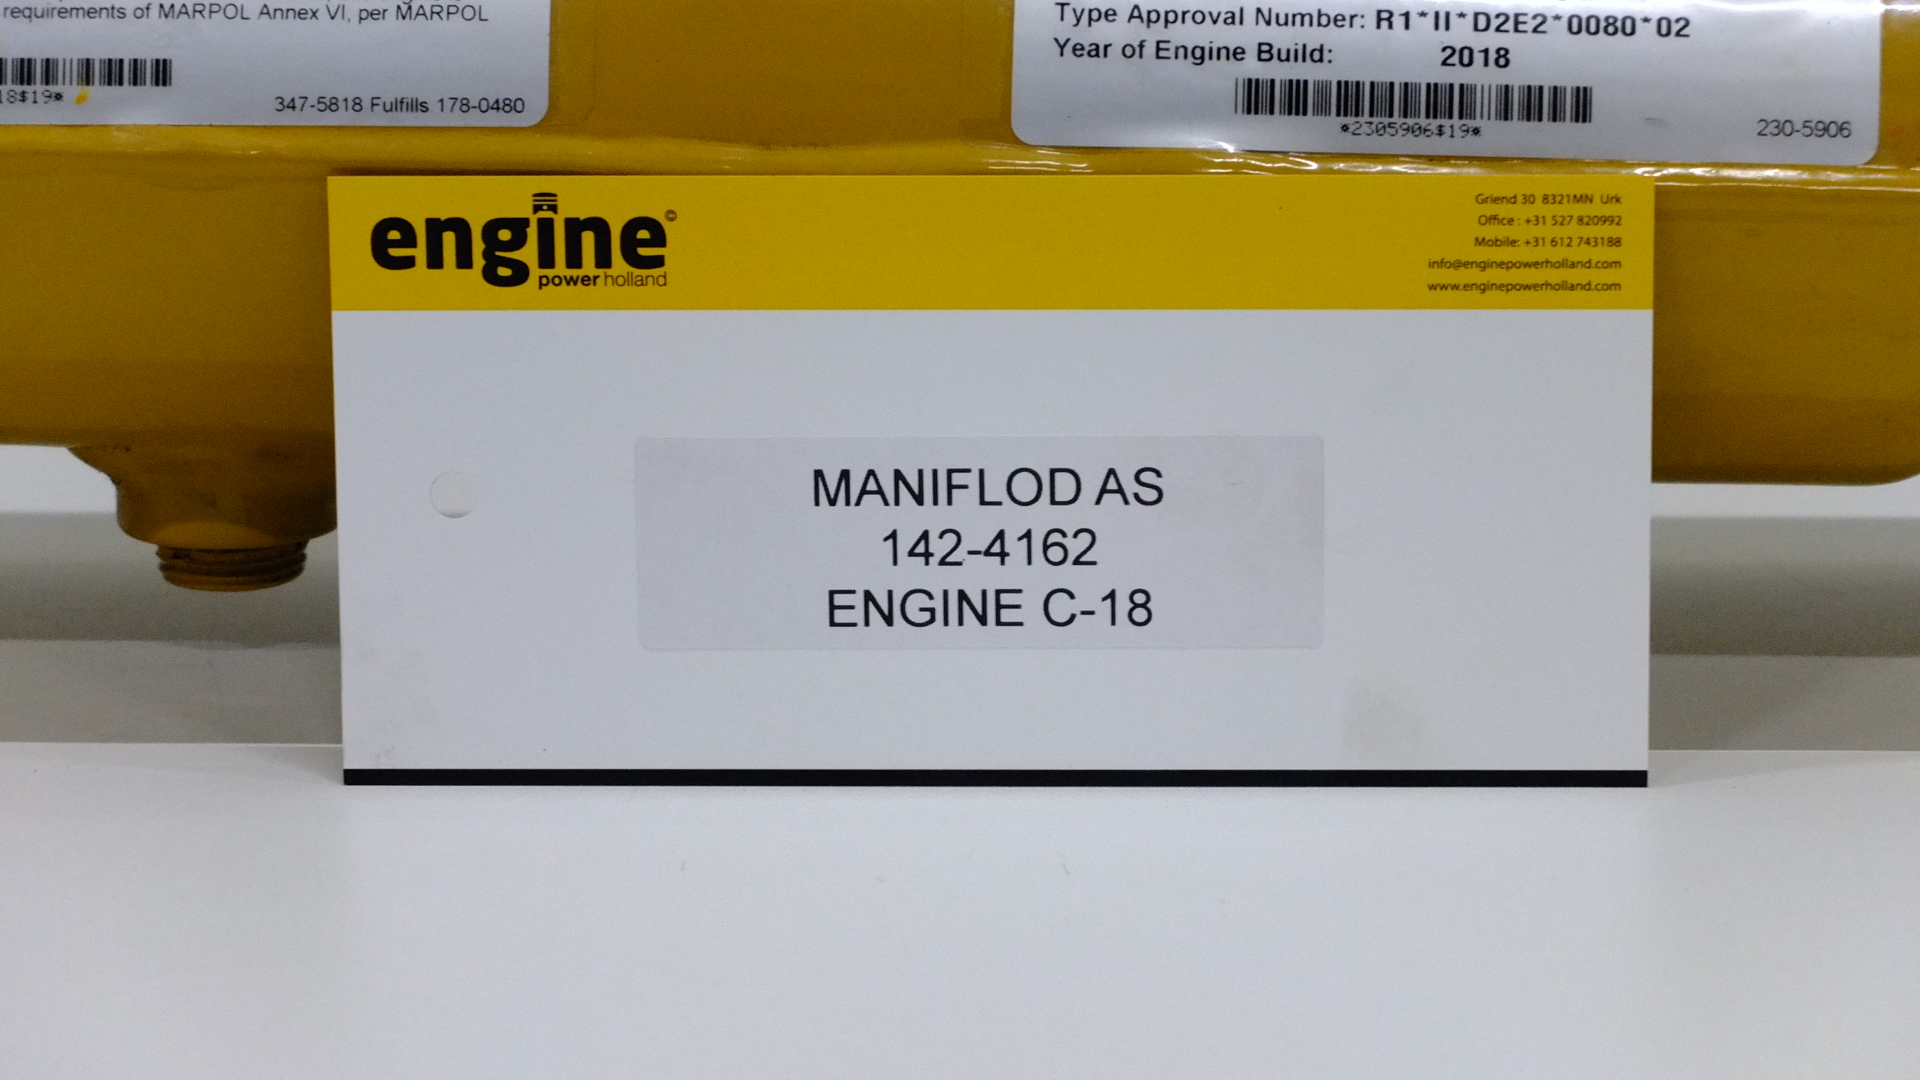 requirements of MARPOL Annex VI, per MARPOL
18$19*
347-5818 Fulfills 178-0480
Type Approval Number: R1*II*D2E2*0080*02
Year of Engine Build: 2018
*2305906$19*
230-5906
engine©
power holland
Griend 30 8321MN Urk
Office : +31 527 820992
Mobile: +31 612 743188
info@enginepowerholland.com
www.enginepowerholland.com
MANIFLOD AS
142-4162
ENGINE C-18